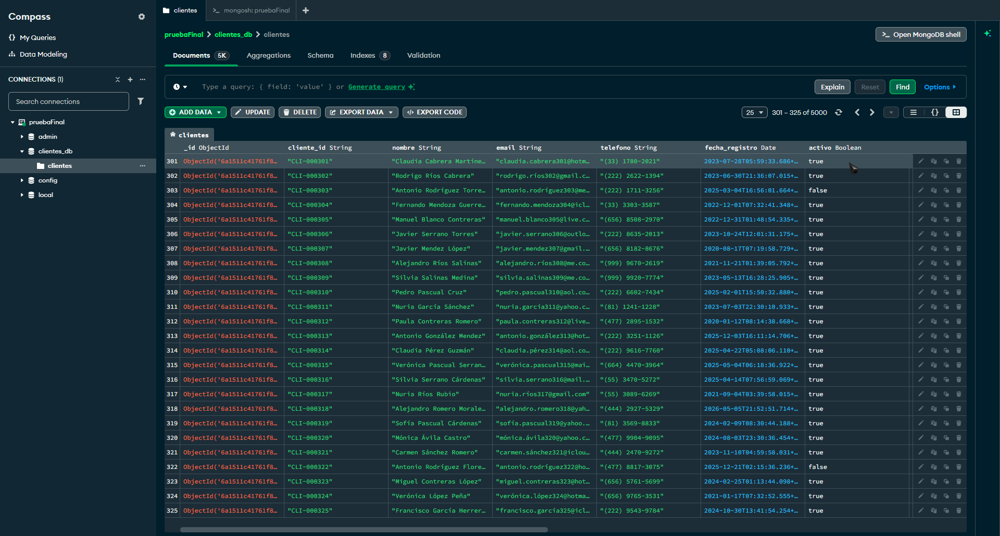 Compass
My Queries
Data Modeling
CONNECTIONS (1)
Search connections
pruebaFinal
admin
clientes_db
clientes
config
local
clientes
mongosh: pruebaFinal
pruebaFinal > clientes_db > clientes
Open MongoDB shell
Documents 5K Aggregations Schema Indexes 8 Validation
Type a query: { field: 'value' } or Generate query
Explain Reset Find Options
ADD DATA UPDATE DELETE EXPORT DATA EXPORT CODE
25 301 – 325 of 5000
clientes
_id ObjectId cliente_id String nombre String email String telefono String fecha_registro Date activo Boolean
301 ObjectId('6a1511c41761f8… "CLI-000301" "Claudia Cabrera Martíne… "claudia.cabrera301@hotm… "(33) 1780-2021" 2023-07-28T05:59:33.686+… true
302 ObjectId('6a1511c41761f8… "CLI-000302" "Rodrigo Ríos Cabrera" "rodrigo.ríos302@gmail.c… "(222) 2622-1394" 2023-06-30T21:36:07.015+… true
303 ObjectId('6a1511c41761f8… "CLI-000303" "Antonio Rodríguez Torre… "antonio.rodríguez303@me… "(222) 1711-3256" 2025-03-04T16:56:01.664+… false
304 ObjectId('6a1511c41761f8… "CLI-000304" "Fernando Mendoza Guerre… "fernando.mendoza304@icl… "(33) 3303-3587" 2022-12-01T07:32:41.348+… true
305 ObjectId('6a1511c41761f8… "CLI-000305" "Manuel Blanco Contreras" "manuel.blanco305@live.c… "(656) 8508-2970" 2022-12-31T01:48:54.335+… true
306 ObjectId('6a1511c41761f8… "CLI-000306" "Javier Serrano Torres" "javier.serrano306@outlo… "(222) 8635-2013" 2023-10-24T12:01:31.175+… true
307 ObjectId('6a1511c41761f8… "CLI-000307" "Javier Mendez López" "javier.mendez307@gmail.… "(656) 8182-8676" 2020-08-17T07:19:58.729+… true
308 ObjectId('6a1511c41761f8… "CLI-000308" "Alejandro Ríos Salinas" "alejandro.ríos308@me.co… "(999) 9670-2619" 2021-11-21T01:39:05.792+… true
309 ObjectId('6a1511c41761f8… "CLI-000309" "Silvia Salinas Medina" "silvia.salinas309@me.co… "(999) 9920-7774" 2023-05-13T16:28:25.905+… true
310 ObjectId('6a1511c41761f8… "CLI-000310" "Pedro Pascual Cruz" "pedro.pascual310@aol.co… "(222) 6602-7434" 2025-02-01T15:50:32.880+… true
311 ObjectId('6a1511c41761f8… "CLI-000311" "Nuria García Sánchez" "nuria.garcía311@yahoo.c… "(81) 1241-1228" 2023-07-03T22:30:10.933+… true
312 ObjectId('6a1511c41761f8… "CLI-000312" "Paula Contreras Romero" "paula.contreras312@live… "(477) 2895-1532" 2020-01-12T08:14:38.668+… true
313 ObjectId('6a1511c41761f8… "CLI-000313" "Antonio González Mendez" "antonio.gonzález313@hot… "(222) 3251-1126" 2025-12-03T16:11:14.706+… true
314 ObjectId('6a1511c41761f8… "CLI-000314" "Claudia Pérez Guzmán" "claudia.pérez314@aol.co… "(222) 9616-7760" 2025-04-22T05:08:06.110+… true
315 ObjectId('6a1511c41761f8… "CLI-000315" "Verónica Pascual Serran… "verónica.pascual315@mai… "(664) 4470-3964" 2025-05-04T06:18:36.922+… true
316 ObjectId('6a1511c41761f8… "CLI-000316" "Silvia Serrano Cárdenas" "silvia.serrano316@mail.… "(55) 3470-5272" 2025-04-14T07:56:59.069+… true
317 ObjectId('6a1511c41761f8… "CLI-000317" "Nuria Ríos Rubio" "nuria.ríos317@gmail.com" "(55) 3089-6269" 2021-09-04T03:39:58.015+… true
318 ObjectId('6a1511c41761f8… "CLI-000318" "Alejandro Romero Morale… "alejandro.romero318@yah… "(444) 2927-5329" 2026-05-05T21:52:51.714+… true
319 ObjectId('6a1511c41761f8… "CLI-000319" "Sofía Pascual Cárdenas" "sofía.pascual319@yahoo.… "(81) 3569-8833" 2024-02-09T08:30:44.188+… true
320 ObjectId('6a1511c41761f8… "CLI-000320" "Mónica Ávila Castro" "mónica.ávila320@yahoo.c… "(477) 9904-9095" 2024-08-03T23:30:36.454+… true
321 ObjectId('6a1511c41761f8… "CLI-000321" "Carmen Sánchez Romero" "carmen.sánchez321@iclou… "(444) 2470-9272" 2023-11-10T04:59:58.031+… true
322 ObjectId('6a1511c41761f8… "CLI-000322" "Antonio Rodríguez Flore… "antonio.rodríguez322@ho… "(477) 8817-3075" 2025-12-21T02:15:36.236+… false
323 ObjectId('6a1511c41761f8… "CLI-000323" "Miguel Contreras López" "miguel.contreras323@hot… "(656) 5761-5699" 2024-02-25T01:13:44.098+… true
324 ObjectId('6a1511c41761f8… "CLI-000324" "Verónica López Peña" "verónica.lópez324@hotma… "(656) 9765-3531" 2021-01-17T07:32:52.555+… true
325 ObjectId('6a1511c41761f8… "CLI-000325" "Francisco García Herrer… "francisco.garcía325@icl… "(222) 9543-9784" 2024-10-30T13:41:54.254+… true